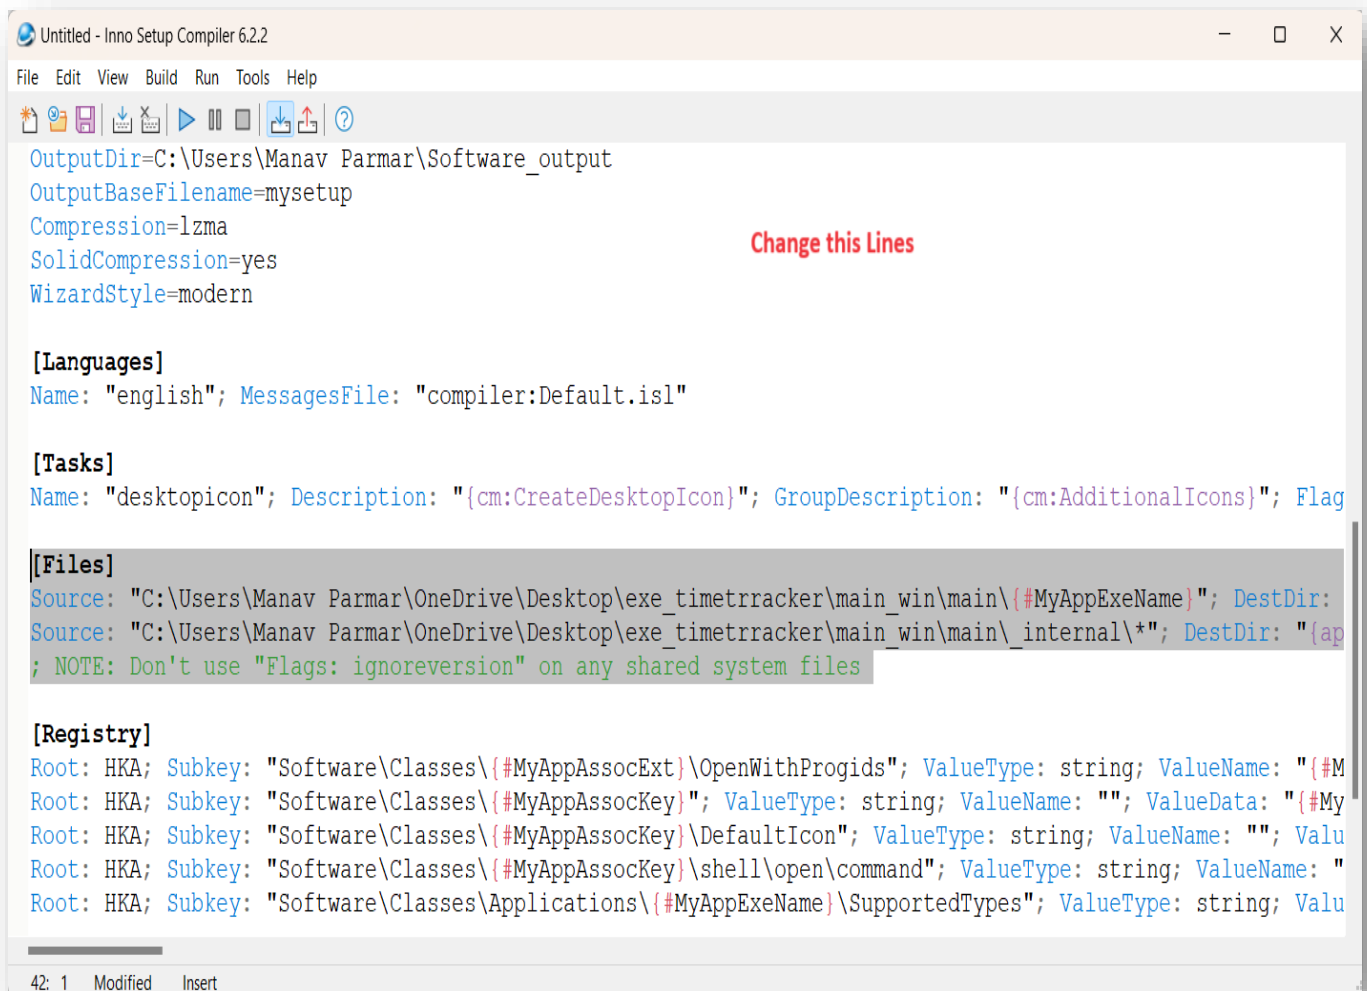 Untitled - Inno Setup Compiler 6.2.2
File Edit View Build Run Tools Help
OutputDir=C:\Users\Manav Parmar\Software_output
OutputBaseFilename=mysetup
Compression=lzma
Change this Lines
SolidCompression=yes
WizardStyle=modern
[Languages]
Name: "english"; MessagesFile: "compiler:Default.isl"
[Tasks]
Name: "desktopicon"; Description: "{cm:CreateDesktopIcon}"; GroupDescription: "{cm:AdditionalIcons}"; Flag
[Files]
Source: "C:\Users\Manav Parmar\OneDrive\Desktop\exe_timetrracker\main_win\main\{#MyAppExeName}"; DestDir:
Source: "C:\Users\Manav Parmar\OneDrive\Desktop\exe_timetrracker\main_win\main\_internal\*"; DestDir: "{ap
; NOTE: Don't use "Flags: ignoreversion" on any shared system files
[Registry]
Root: HKA; Subkey: "Software\Classes\{#MyAppAssocExt}\OpenWithProgids"; ValueType: string; ValueName: "{#M
Root: HKA; Subkey: "Software\Classes\{#MyAppAssocKey}"; ValueType: string; ValueName: ""; ValueData: "{#My
Root: HKA; Subkey: "Software\Classes\{#MyAppAssocKey}\DefaultIcon"; ValueType: string; ValueName: ""; Valu
Root: HKA; Subkey: "Software\Classes\{#MyAppAssocKey}\shell\open\command"; ValueType: string; ValueName: "
Root: HKA; Subkey: "Software\Classes\Applications\{#MyAppExeName}\SupportedTypes"; ValueType: string; Valu
42: 1 Modified Insert